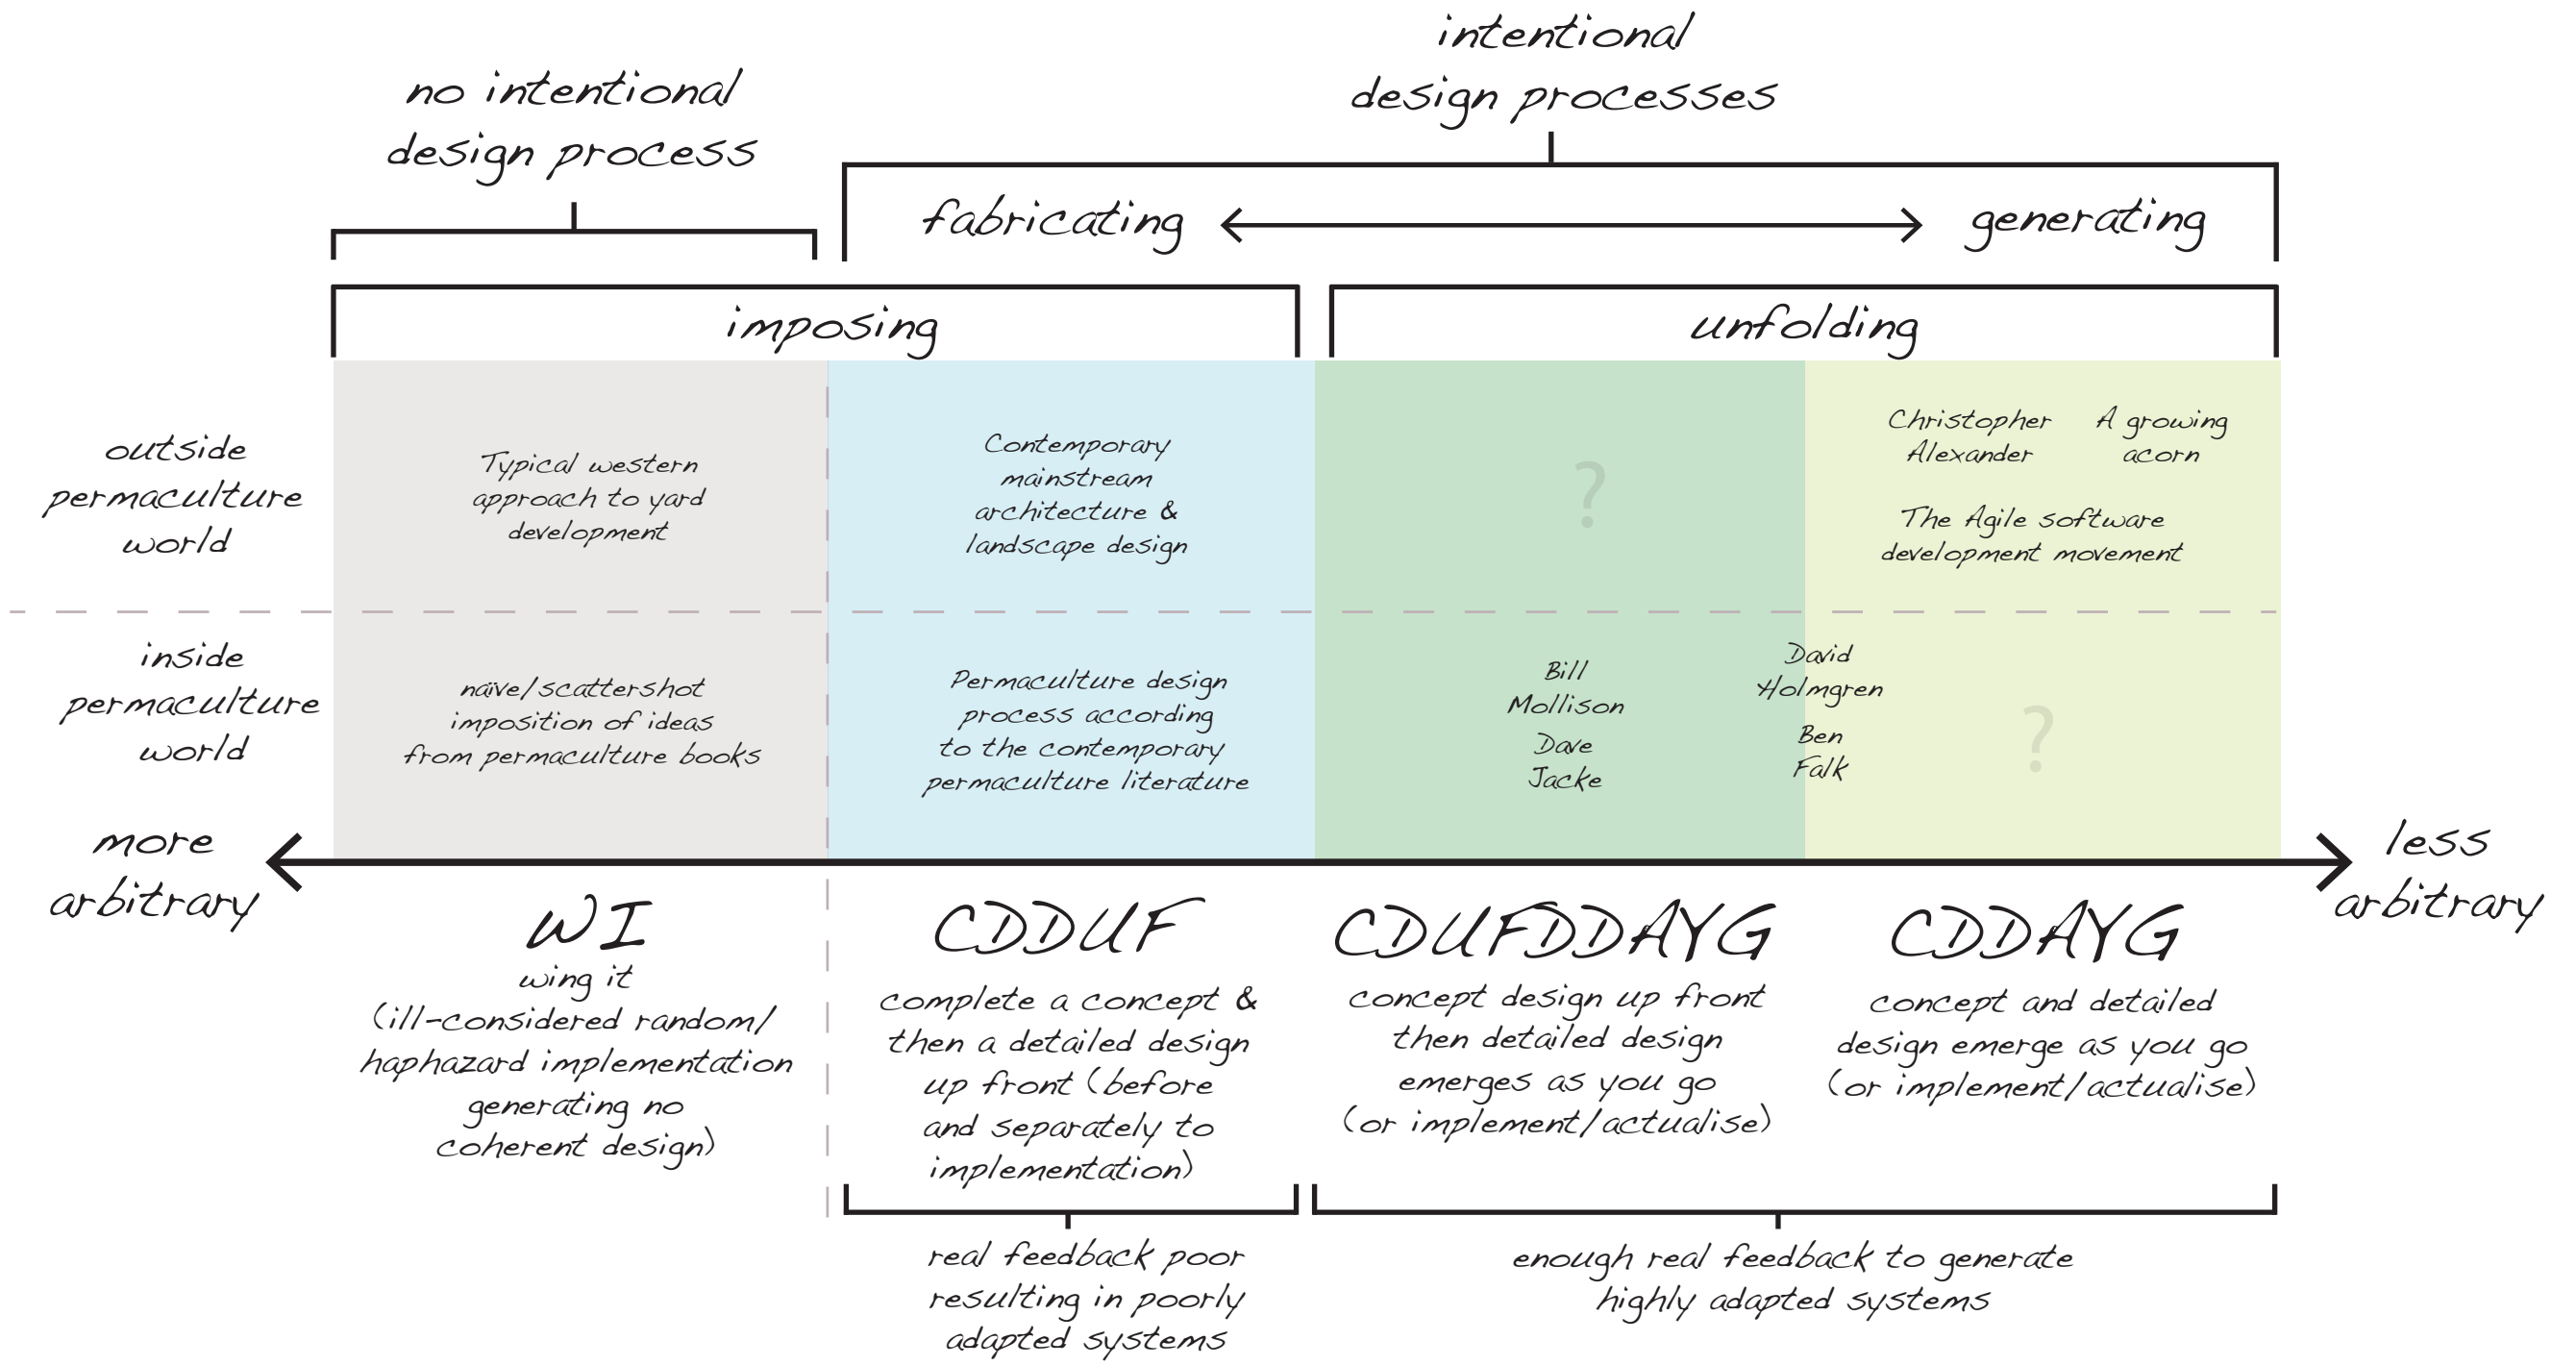 intentional
design processes
no intentional
design process
fabricating
generating
imposing
unfolding
outside
permaculture
world
Typical western
approach to yard
development
Contemporary
mainstream
architecture &
landscape design
?
Christopher
Alexander
A growing
acorn
The Agile software
development movement
inside
permaculture
world
naïve/scattershot
imposition of ideas
from permaculture books
Permaculture design
process according
to the contemporary
permaculture literature
Bill
Mollison
Dave
Jacke
David
Holmgren
Ben
Falk
?
more
arbitrary
less
arbitrary
WI
wing it
(ill-considered random/
haphazard implementation
generating no
coherent design)
CDDUF
complete a concept &
then a detailed design
up front (before
and separately to
implementation)
CDUFDDAYG
concept design up front
then detailed design
emerges as you go
(or implement/actualise)
CDDAYG
concept and detailed
design emerge as you go
(or implement/actualise)
real feedback poor
resulting in poorly
adapted systems
enough real feedback to generate
highly adapted systems